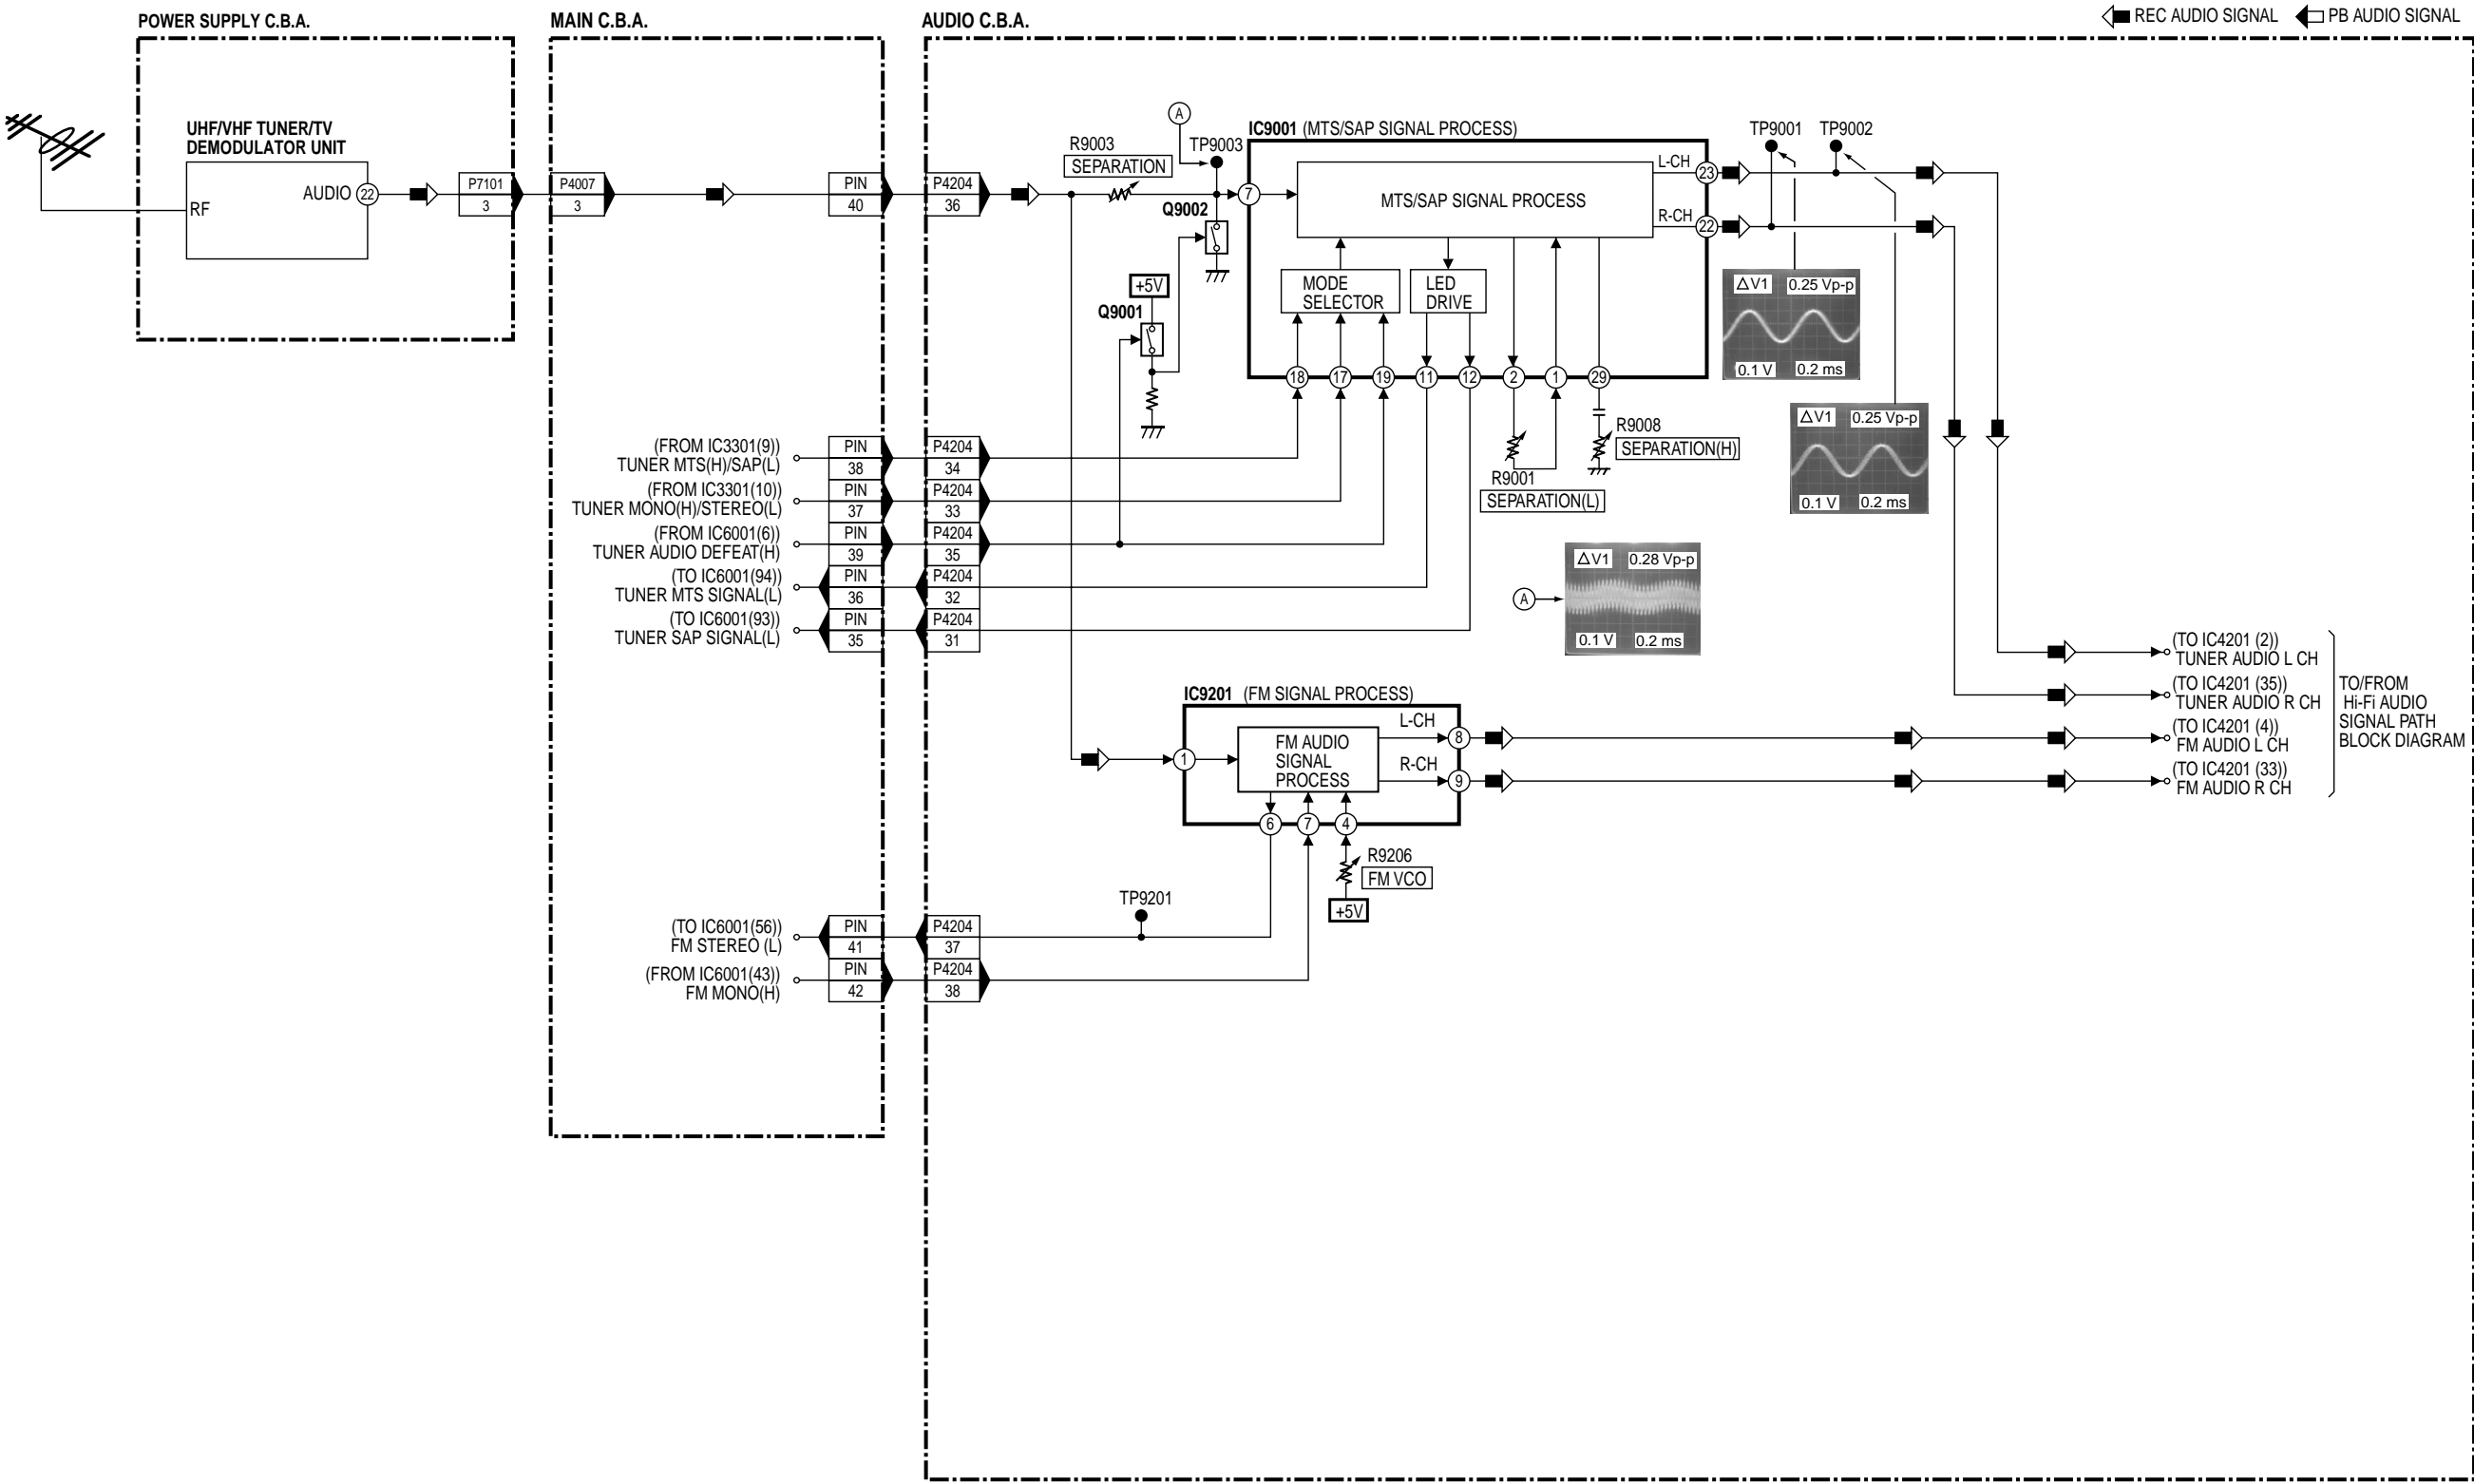 POWER SUPPLY C.B.A.
MAIN C.B.A.
AUDIO C.B.A.
REC AUDIO SIGNAL
PB AUDIO SIGNAL
UHF/VHF TUNER/TV
DEMODULATOR UNIT
RF
AUDIO
22
P7101
3
P4007
3
PIN
40
P4204
36
R9003
SEPARATION
A
TP9003
Q9002
+5V
Q9001
IC9001 (MTS/SAP SIGNAL PROCESS)
7
MTS/SAP SIGNAL PROCESS
L-CH
23
R-CH
22
MODE
SELECTOR
LED
DRIVE
18
17
19
11
12
2
1
29
R9001
SEPARATION(L)
R9008
SEPARATION(H)
TP9001
TP9002
△V1 0.25 Vp-p
0.1 V 0.2 ms
△V1 0.25 Vp-p
0.1 V 0.2 ms
A
△V1 0.28 Vp-p
0.1 V 0.2 ms
(FROM IC3301(9))
TUNER MTS(H)/SAP(L)
PIN
38
P4204
34
(FROM IC3301(10))
TUNER MONO(H)/STEREO(L)
PIN
37
P4204
33
(FROM IC6001(6))
TUNER AUDIO DEFEAT(H)
PIN
39
P4204
35
(TO IC6001(94))
TUNER MTS SIGNAL(L)
PIN
36
P4204
32
(TO IC6001(93))
TUNER SAP SIGNAL(L)
PIN
35
P4204
31
IC9201 (FM SIGNAL PROCESS)
1
FM AUDIO
SIGNAL
PROCESS
L-CH
8
R-CH
9
6
7
4
R9206
FM VCO
+5V
TP9201
(TO IC6001(56))
FM STEREO (L)
PIN
41
P4204
37
(FROM IC6001(43))
FM MONO(H)
PIN
42
P4204
38
(TO IC4201 (2))
TUNER AUDIO L CH
(TO IC4201 (35))
TUNER AUDIO R CH
(TO IC4201 (4))
FM AUDIO L CH
(TO IC4201 (33))
FM AUDIO R CH
TO/FROM
Hi-Fi AUDIO
SIGNAL PATH
BLOCK DIAGRAM